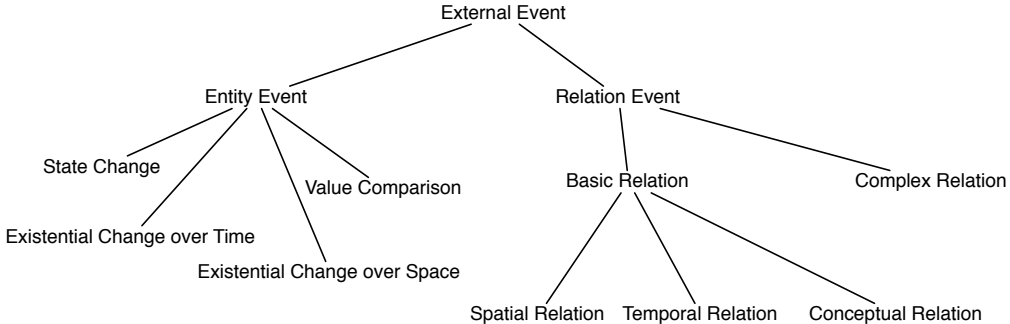 External Event
Entity Event
Relation Event
State Change
Value Comparison
Basic Relation
Complex Relation
Existential Change over Time
Existential Change over Space
Spatial Relation
Temporal Relation
Conceptual Relation